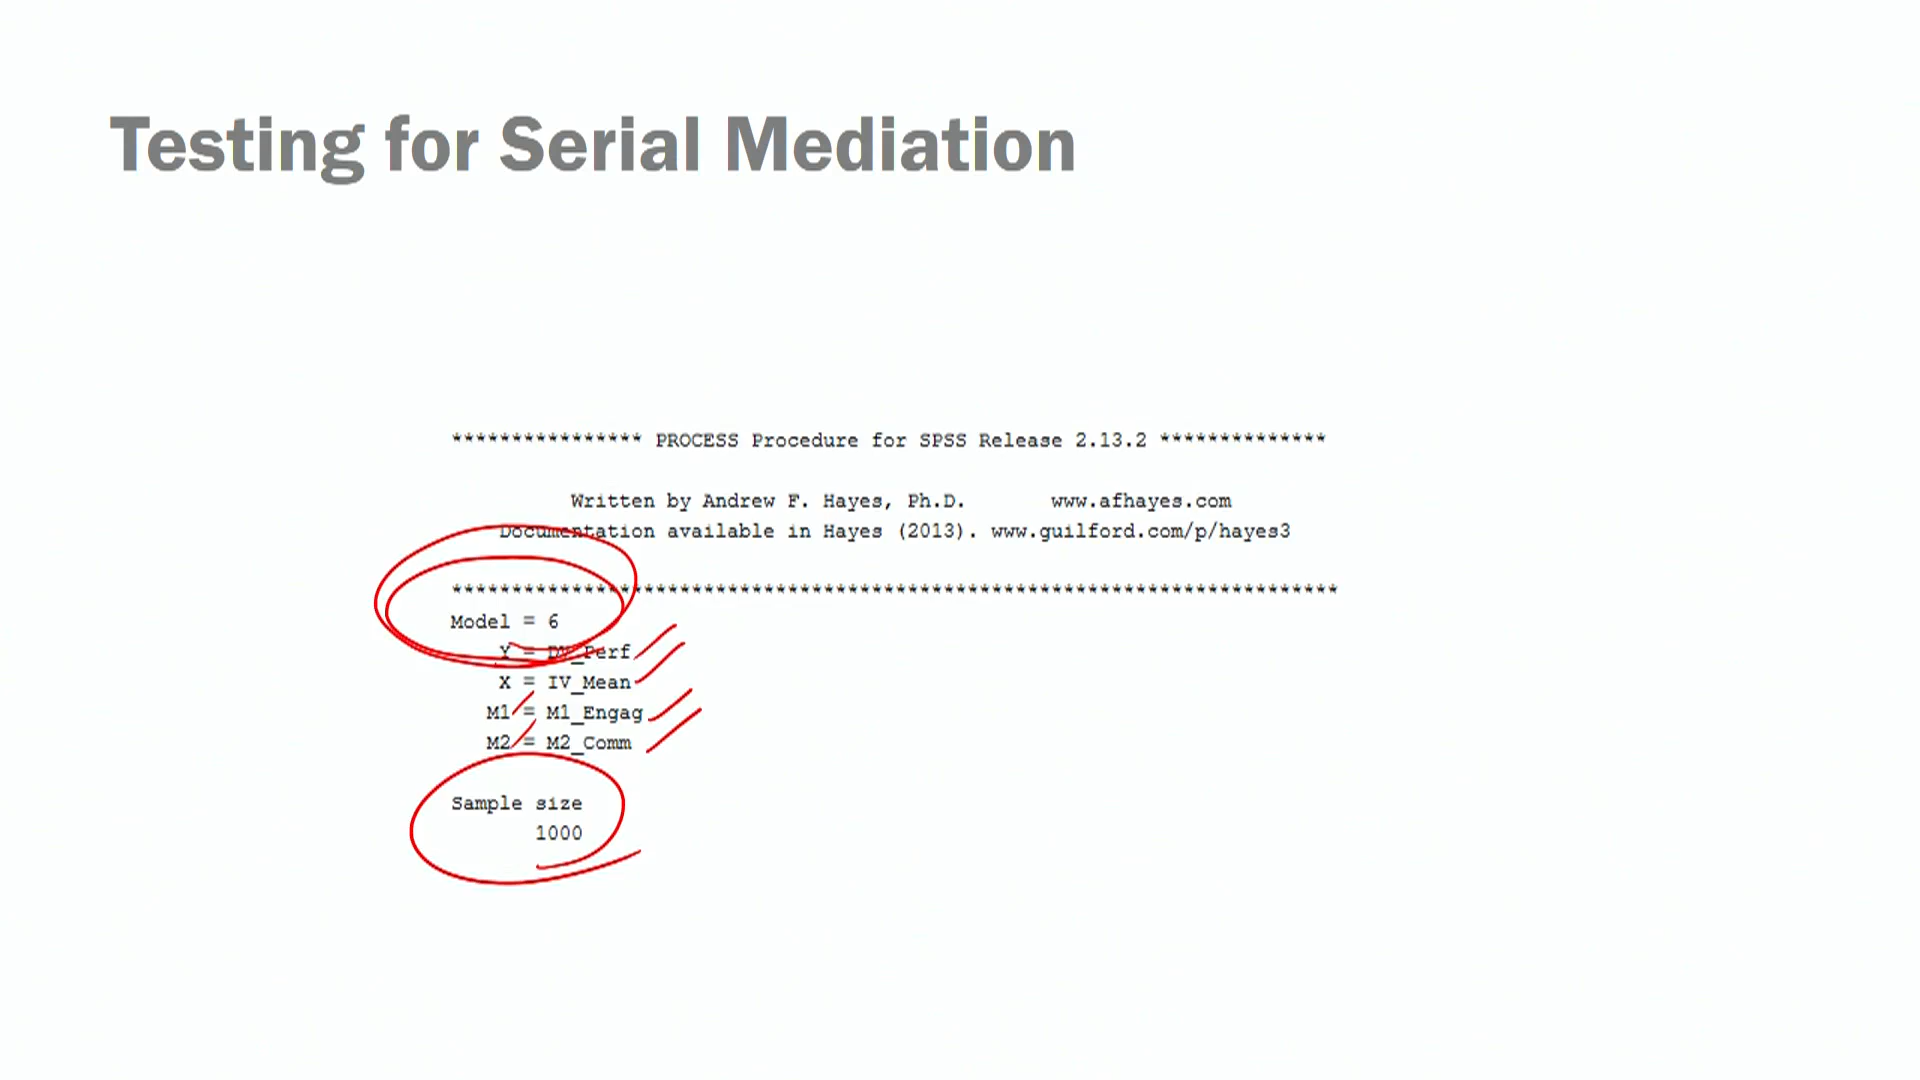 Testing for Serial Mediation
**************** PROCESS Procedure for SPSS Release 2.13.2 **************
Written by Andrew F. Hayes, Ph.D. www.afhayes.com
Documentation available in Hayes (2013). www.guilford.com/p/hayes3
**************************************************************************
Model = 6
Y = DV_Perf
X = IV_Mean
M1 = M1_Engag
M2 = M2_Comm
Sample size
1000